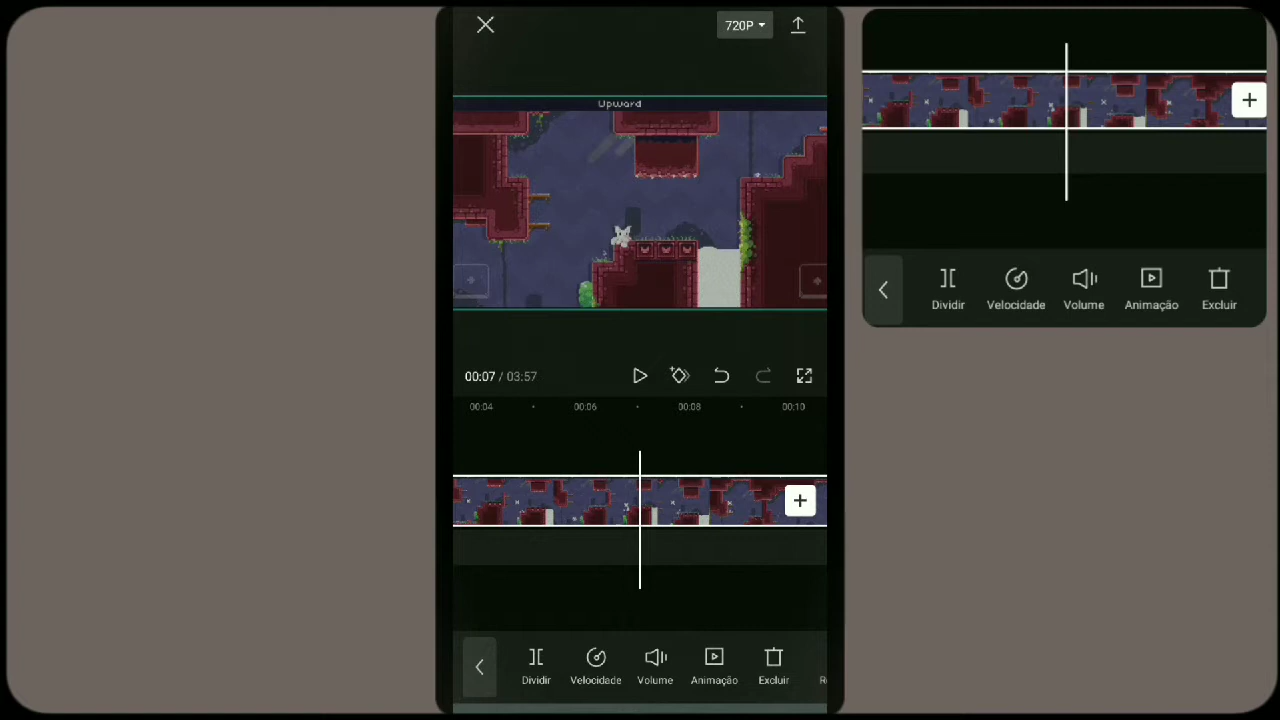 720P
Upward
00:07 / 03:57
00:04 00:06 00:08 00:10
Dividir Velocidade Volume Animação Excluir
Dividir Velocidade Volume Animação Excluir